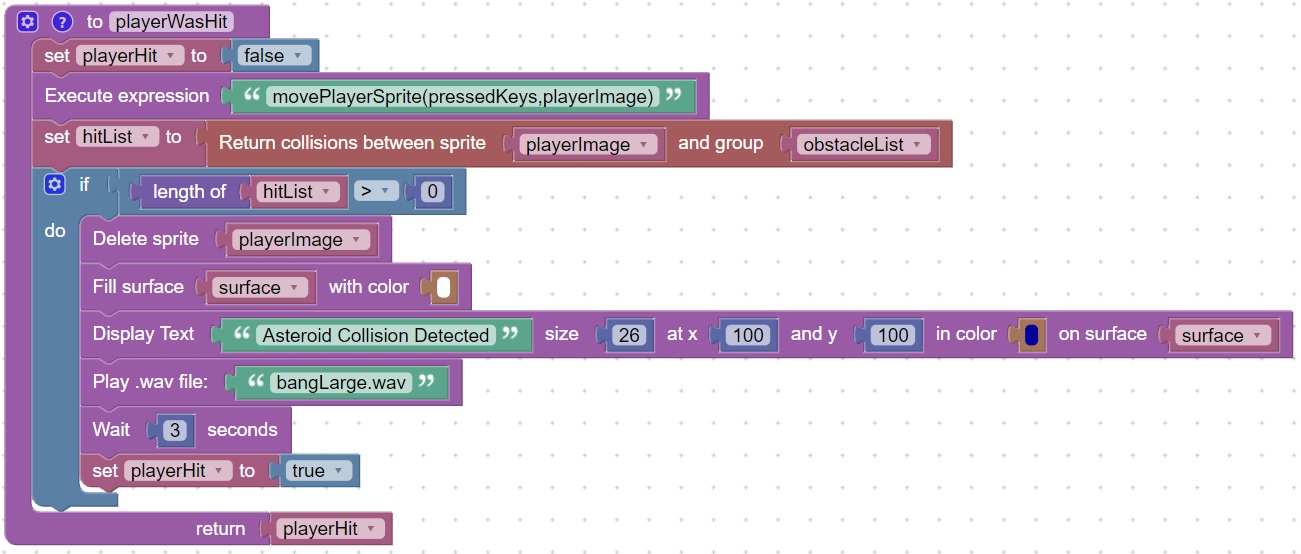 ? to playerWasHit
set playerHit ▾ to false ▾
Execute expression “ movePlayerSprite(pressedKeys,playerImage) ”
set hitList ▾ to Return collisions between sprite playerImage ▾ and group obstacleList ▾
if length of hitList ▾ > ▾ 0
do
Delete sprite playerImage ▾
Fill surface surface ▾ with color
Display Text “ Asteroid Collision Detected ” size 26 at x 100 and y 100 in color on surface surface ▾
Play .wav file: “ bangLarge.wav ”
Wait 3 seconds
set playerHit ▾ to true ▾
return playerHit ▾